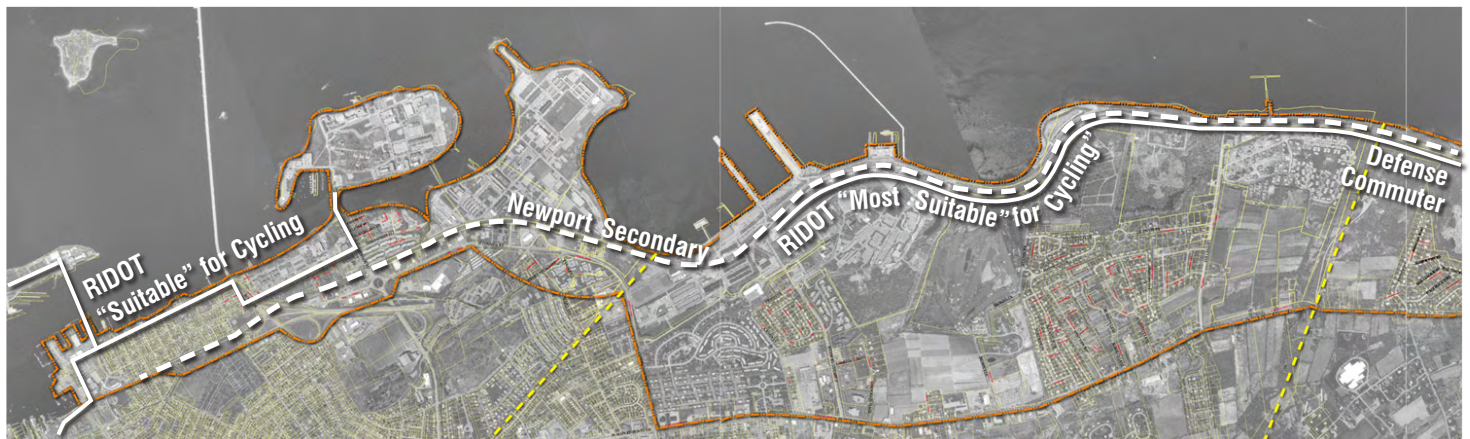 RIDOT
“Suitable” for Cycling
Newport Secondary
RIDOT “Most Suitable” for Cycling”
Defense
Commuter